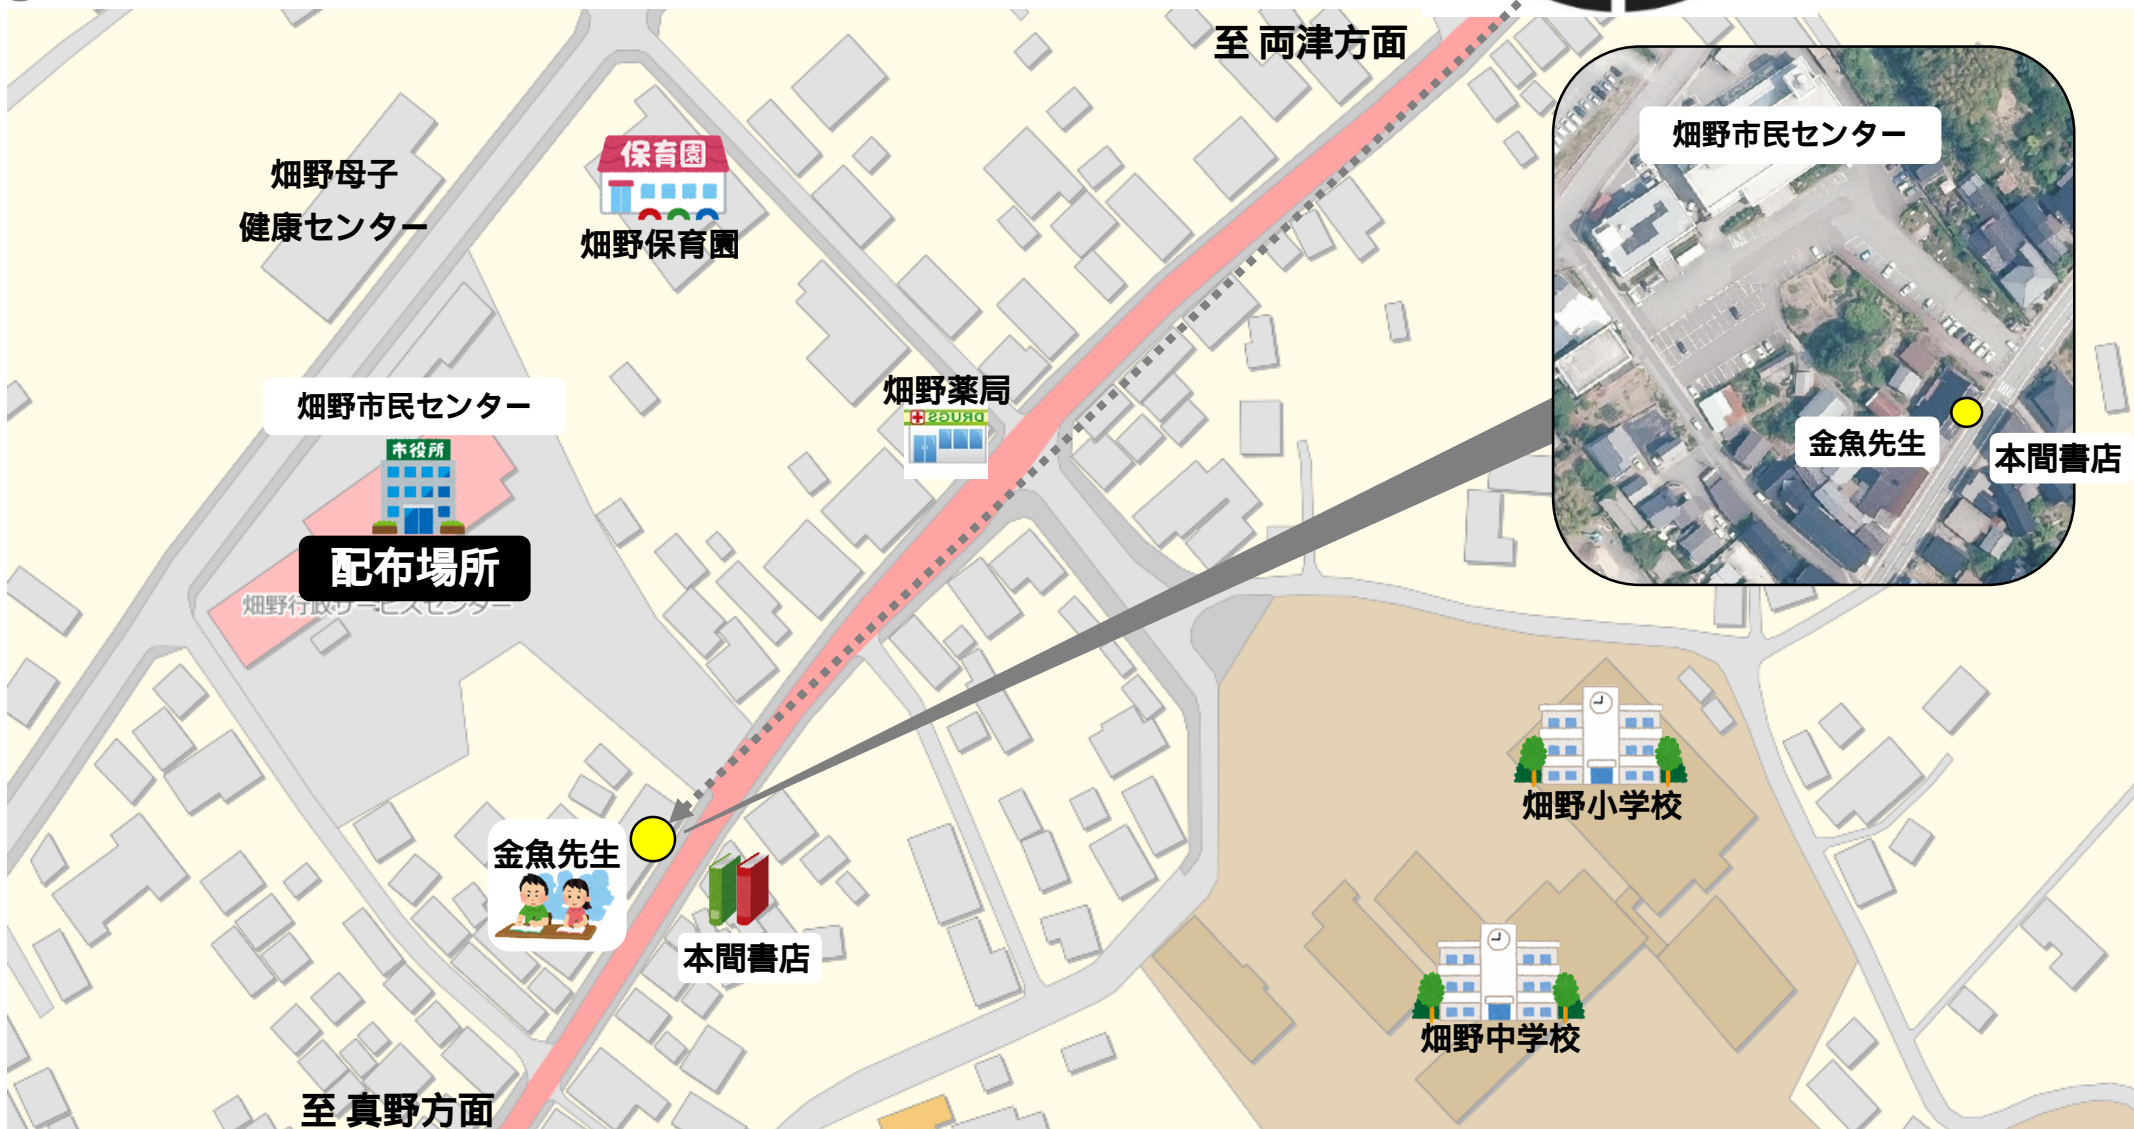 至 両津方面
畑野市民センター
保育園
畑野母子
健康センター
畑野保育園
畑野薬局
DRUGS
畑野市民センター
金魚先生
本間書店
市役所
配布場所
畑野行政サービスセンター
畑野小学校
金魚先生
本間書店
畑野中学校
至 真野方面